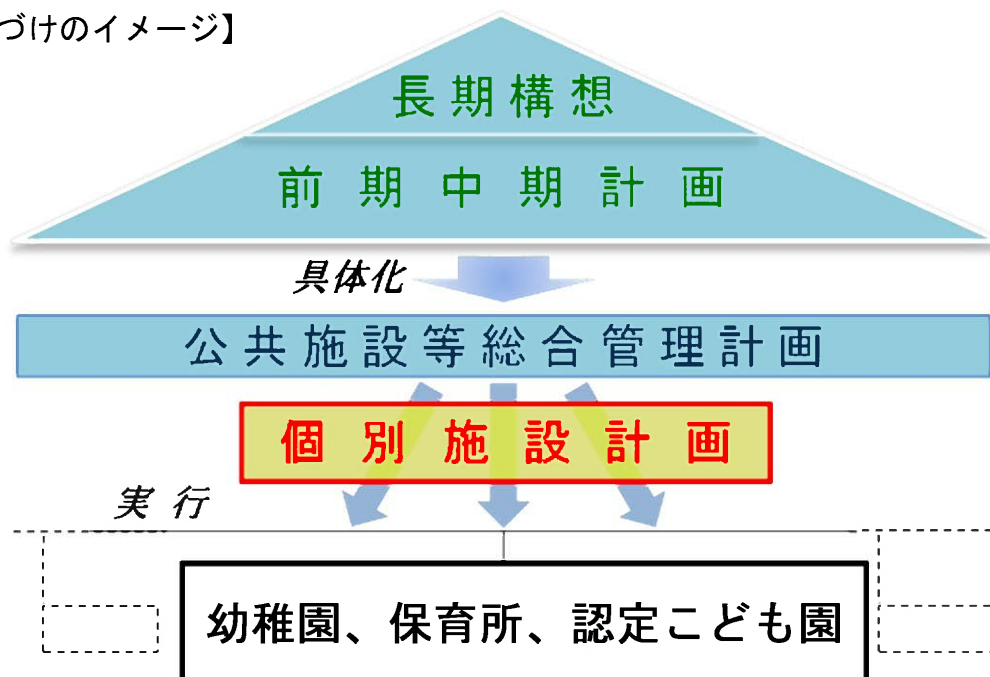 づけのイメージ】
長期構想
前期中期計画
具体化
公共施設等総合管理計画
個別施設計画
実行
幼稚園、保育所、認定こども園